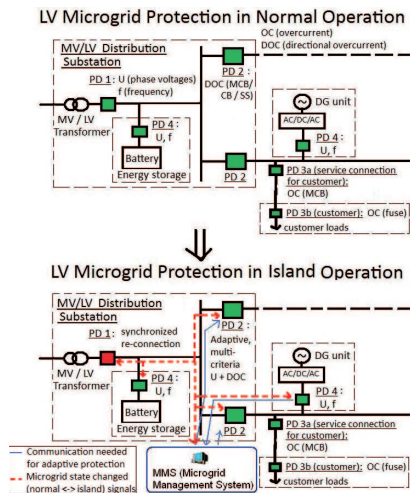 LV Microgrid Protection in Normal Operation
OC (overcurrent)
DOC (directional overcurrent)
MV/LV Distribution
Substation
PD 1: U (phase voltages)
f (frequency)
PD 2:
DOC (MCB/
CB / SS)
MV / LV
Transformer
PD 4:
U, f
Battery
Energy storage
PD 2
DG unit
AC/DC/AC
PD 4:
U, f
PD 3a (service connection
for customer):
OC (MCB)
PD 3b (customer): OC (fuse)
customer loads
LV Microgrid Protection in Island Operation
MV/LV Distribution
Substation
PD 1: synchronized
re-connection
PD 2:
Adaptive,
multi-
criteria
U + DOC
MV / LV
Transformer
PD 4:
U, f
Battery
Energy storage
PD 2
DG unit
AC/DC/AC
PD 4:
U, f
PD 3a (service connection
for customer):
OC (MCB)
PD 3b (customer): OC (fuse)
customer loads
Communication needed
for adaptive protection
Microgrid state changed
(normal <-> island) signals
MMS (Microgrid
Management System)